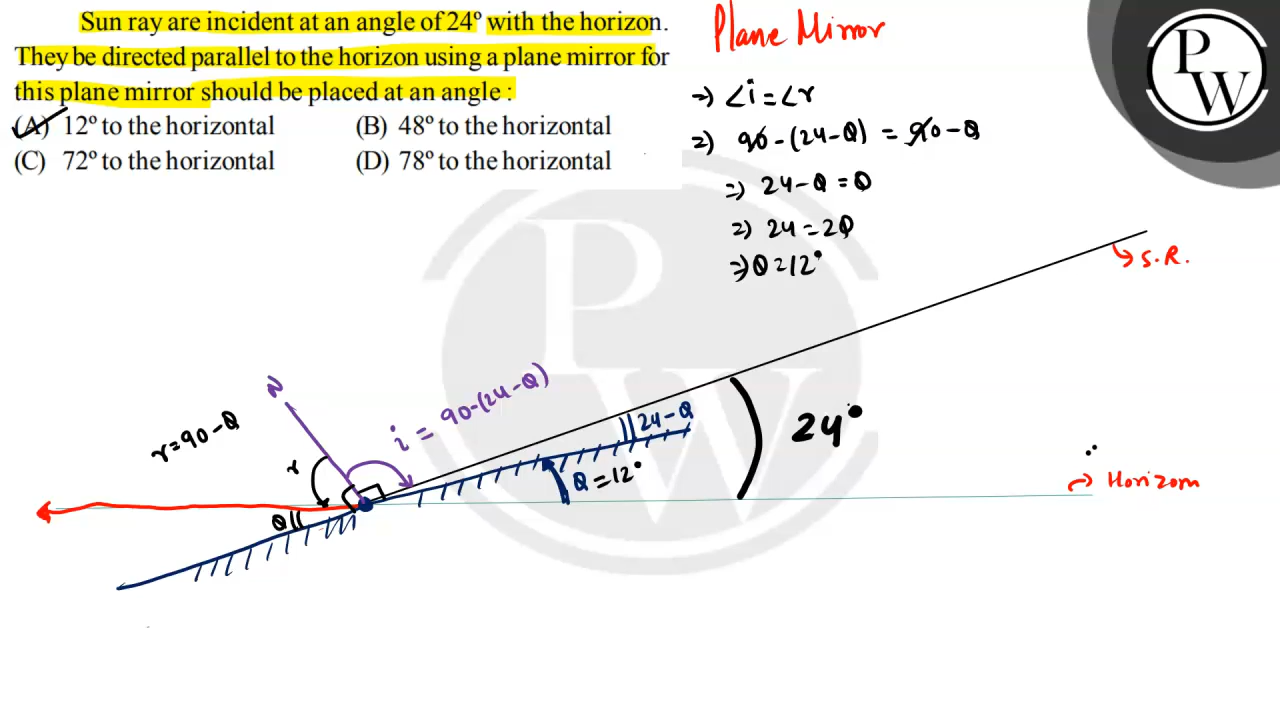 Sun ray are incident at an angle of 24° with the horizon.
They be directed parallel to the horizon using a plane mirror for
this plane mirror should be placed at an angle :
(A) 12° to the horizontal
(B) 48° to the horizontal
(C) 72° to the horizontal
(D) 78° to the horizontal
Plane Mirror
⇒ ∠i = ∠r
⇒ 90 - (24 - θ) = 90 - θ
⇒ 24 - θ = θ
⇒ 24 = 2θ
⇒ θ = 12°
P
W
S.R.
N
i = 90 - (24 - θ)
r = 90 - θ
r
24 - θ
24°
θ = 12°
Horizon
θ
P
W